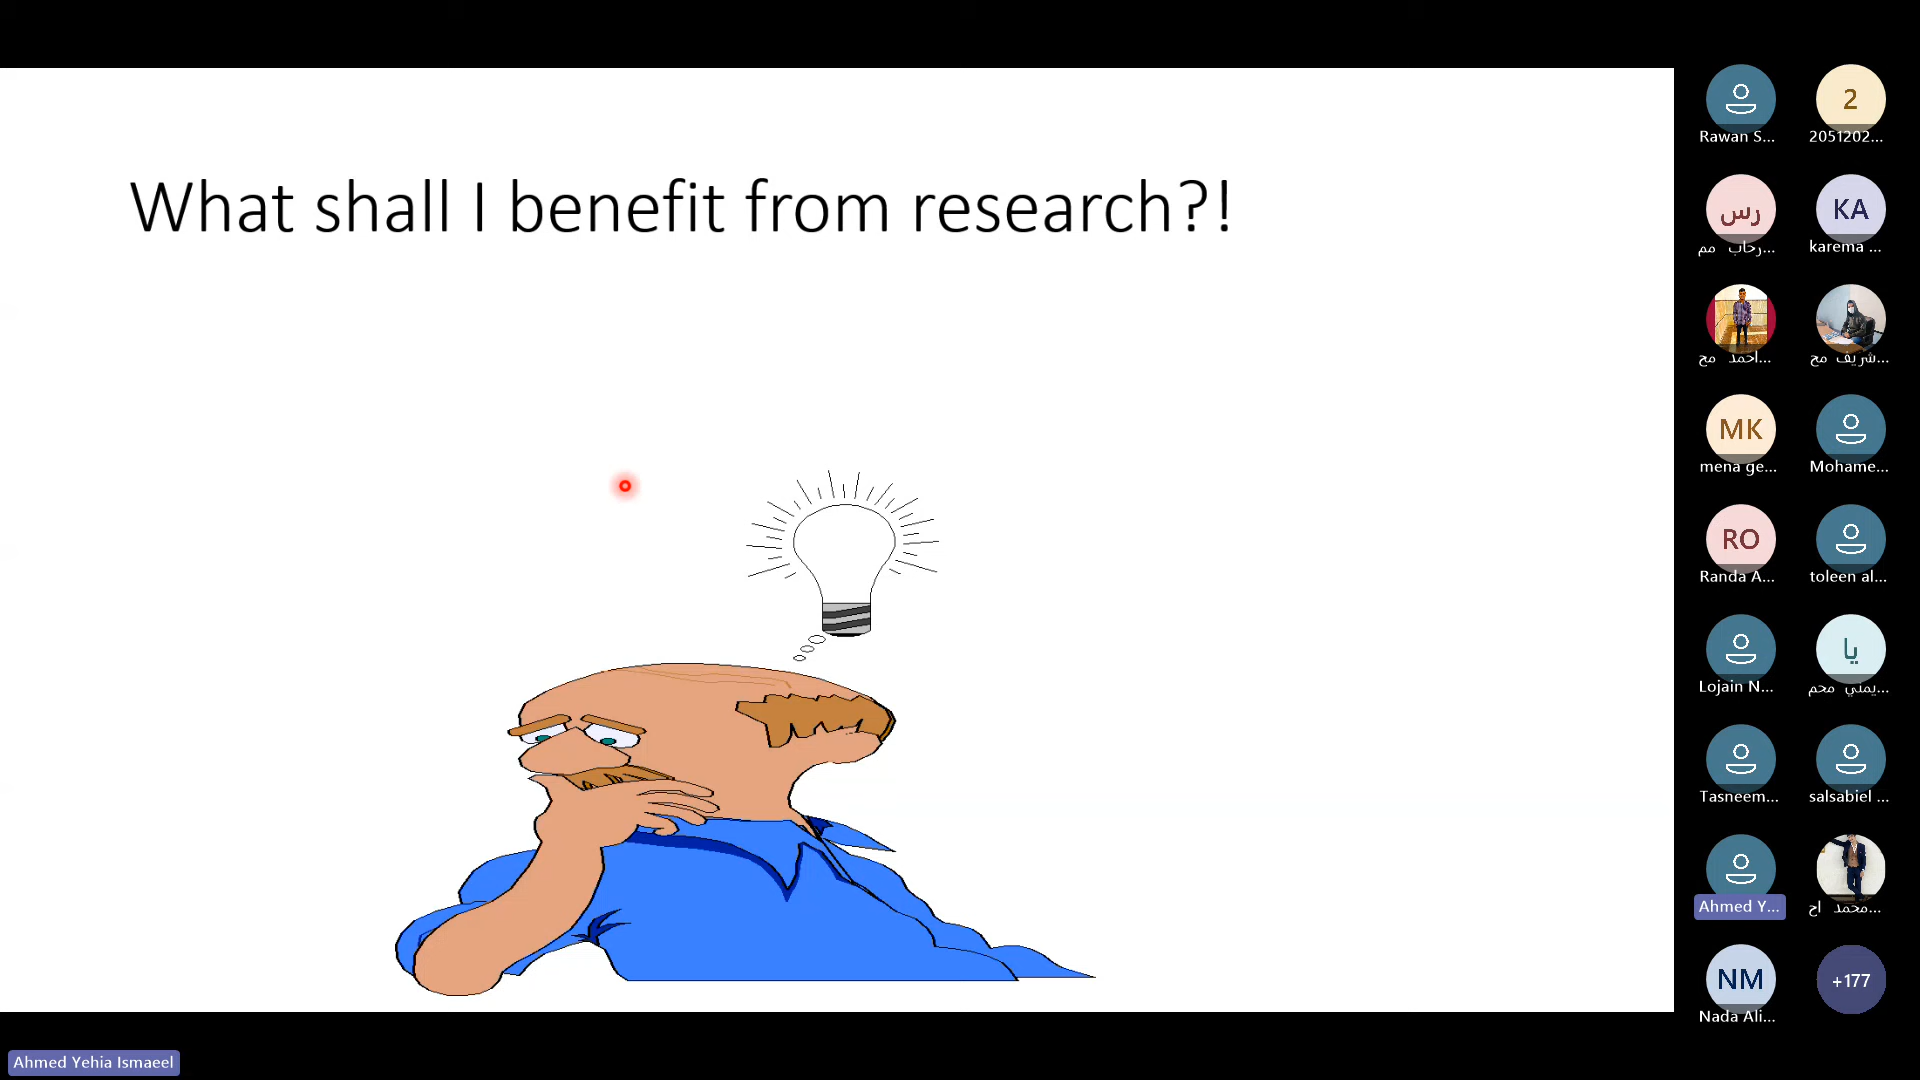 What shall I benefit from research?!
Rawan S...
2
2051202...
رس
رحاب مم...
KA
karema ...
احمد مح...
شريف مح...
MK
mena ge...
Mohame...
RO
Randa A...
toleen al...
Lojain N...
يا
يمني محم...
Tasneem...
salsabiel ...
Ahmed Y...
محمد اح...
NM
Nada Ali...
+177
Ahmed Yehia Ismaeel